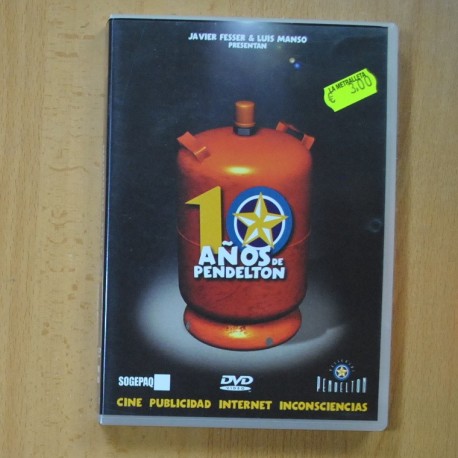 JAVIER FESSER & LUIS MANSO
PRESENTAN
LA METRALLETA
€ 3.00
10
AÑOS DE
PENDELTON
SOGEPAQ
DVD
VIDEO
PENDELTON
CINE PUBLICIDAD INTERNET INCONSCIENCIAS